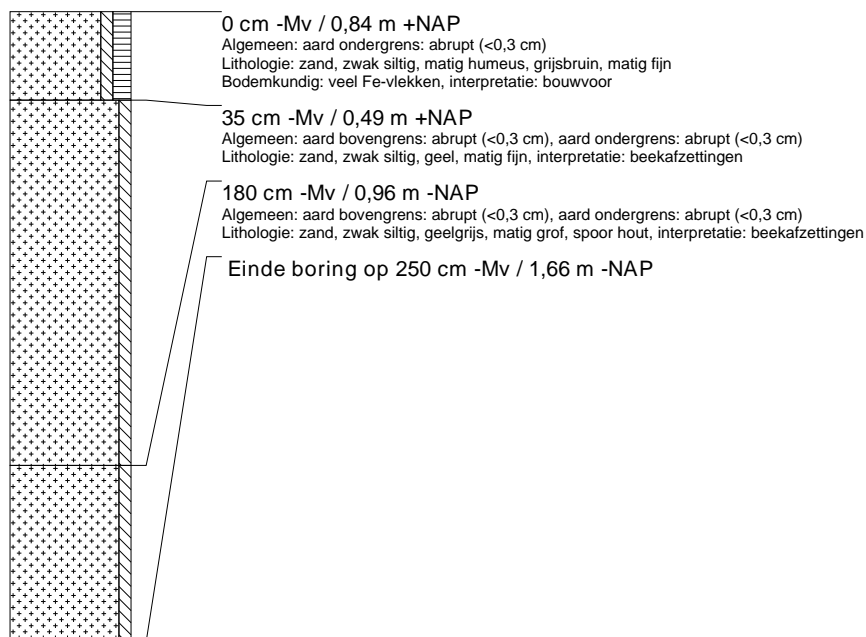 0 cm -Mv / 0,84 m +NAP
Algemeen: aard ondergrens: abrupt (<0,3 cm)
Lithologie: zand, zwak siltig, matig humeus, grijsbruin, matig fijn
Bodemkundig: veel Fe-vlekken, interpretatie: bouwvoor
35 cm -Mv / 0,49 m +NAP
Algemeen: aard bovengrens: abrupt (<0,3 cm), aard ondergrens: abrupt (<0,3 cm)
Lithologie: zand, zwak siltig, geel, matig fijn, interpretatie: beekafzettingen
180 cm -Mv / 0,96 m -NAP
Algemeen: aard bovengrens: abrupt (<0,3 cm), aard ondergrens: abrupt (<0,3 cm)
Lithologie: zand, zwak siltig, geelgrijs, matig grof, spoor hout, interpretatie: beekafzettingen
Einde boring op 250 cm -Mv / 1,66 m -NAP